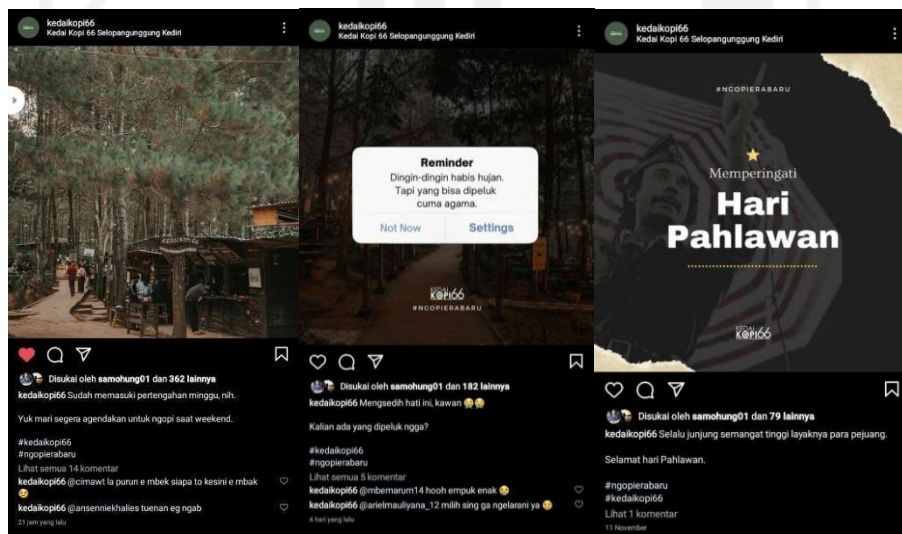 kedaikopi66
Kedai Kopi 66 Selopanggung Kediri
KEDAIKOPI66
Disukai oleh samohung01 dan 362 lainnya
kedaikopi66 Sudah memasuki pertengahan minggu, nih.
Yuk mari segera agendakan untuk ngopi saat weekend.
#kedaikopi66
#ngopierabaru
Lihat semua 14 komentar
kedaikopi66 @cimawt la purun e mbek siapa to kesini e mbak
😢
kedaikopi66 @ansenniekhalies tuenan eg ngab
21 jam yang lalu
kedaikopi66
Kedai Kopi 66 Selopanggung Kediri
Reminder
Dingin-dingin habis hujan.
Tapi yang bisa dipeluk
cuma agama.
Not Now
Settings
KEDAI
KOPI66
#NGOPIERABARU
Disukai oleh samohung01 dan 182 lainnya
kedaikopi66 Mengsedih hati ini, kawan 😭😭
Kalian ada yang dipeluk ngga?
#kedaikopi66
#ngopierabaru
Lihat semua 5 komentar
kedaikopi66 @mbemarum14 hooh empuk enak 😢
kedaikopi66 @arielmauliyana_12 milih sing ga ngelarani ya 😢
4 hari yang lalu
kedaikopi66
Kedai Kopi 66 Selopangunggung Kediri
#NGOPIERABARU
Memperingati
Hari
Pahlawan
KEDAI
KOPI66
Disukai oleh samohung01 dan 79 lainnya
kedaikopi66 Selalu junjung semangat tinggi layaknya para pejuang.
Selamat hari Pahlawan.
#ngopierabaru
#kedaikopi66
Lihat 1 komentar
11 November